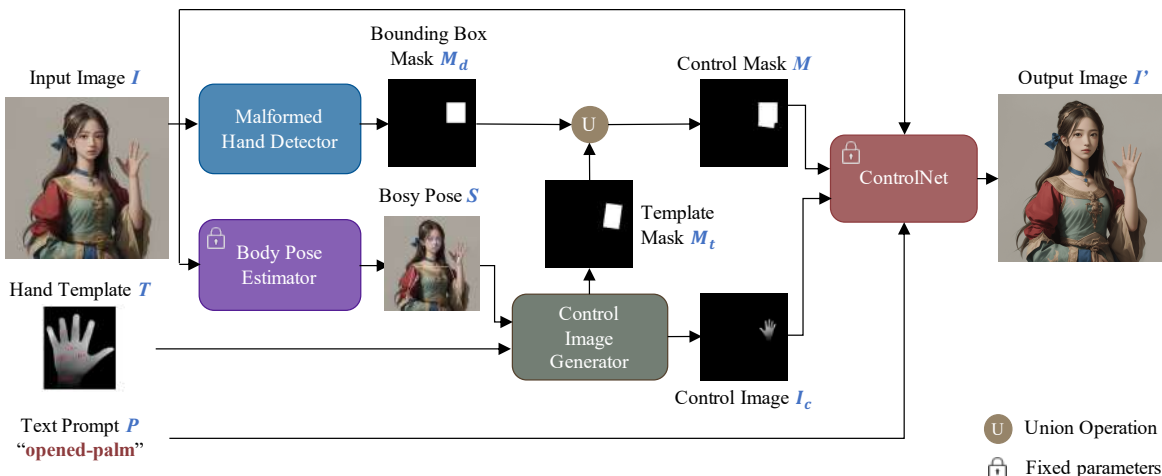 Bounding Box
Mask M_d
Control Mask M
Input Image I
Output Image I'
Malformed
Hand Detector
U
ControlNet
Bosy Pose S
Template
Mask M_t
Body Pose
Estimator
Hand Template T
Control
Image
Generator
Control Image I_c
Text Prompt P
"opened-palm"
U Union Operation
Fixed parameters